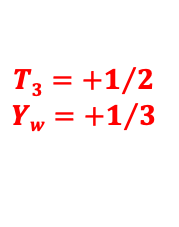 T₃ = +1/2
Y_w = +1/3